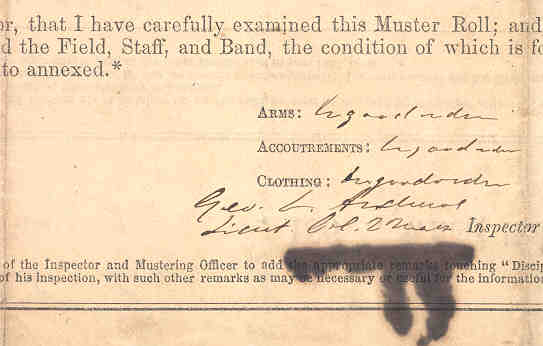 or, that I have carefully examined this Muster Roll; and
d the Field, Staff, and Band, the condition of which is fo
to annexed.*
ARMS: In good order
ACCOUTREMENTS: In good order
CLOTHING: In good order
Geo. L. Andrews
Lieut Col. 2 Mass Inspector
of the Inspector and Mustering Officer to add the appropriate remarks touching "Discip
of his inspection, with such other remarks as may be necessary or useful for the information